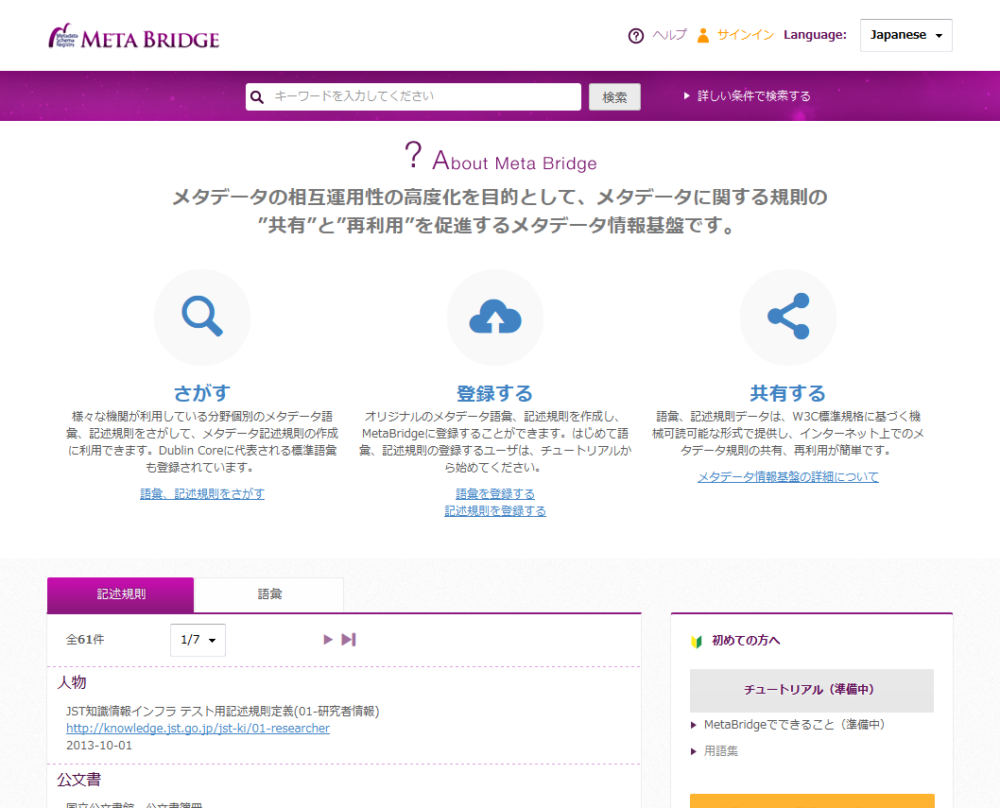 Metadata
Schema
Registry
META BRIDGE
ヘルプ サインイン Language: Japanese
キーワードを入力してください 検索 詳しい条件で検索する
? About Meta Bridge
メタデータの相互運用性の高度化を目的として、メタデータに関する規則の
”共有”と”再利用”を促進するメタデータ情報基盤です。
さがす
様々な機関が利用している分野個別のメタデータ語
彙、記述規則をさがして、メタデータ記述規則の作成
に利用できます。Dublin Coreに代表される標準語彙
も登録されています。
語彙、記述規則をさがす
登録する
オリジナルのメタデータ語彙、記述規則を作成し、
MetaBridgeに登録することができます。はじめて語
彙、記述規則の登録するユーザは、チュートリアルか
ら始めてください。
語彙を登録する
記述規則を登録する
共有する
語彙、記述規則データは、W3C標準規格に基づく機
械可読可能な形式で提供し、インターネット上でのメ
タデータ規則の共有、再利用が簡単です。
メタデータ情報基盤の詳細について
記述規則 語彙
全61件 1/7
人物
JST知識情報インフラ テスト用記述規則定義(01-研究者情報)
http://knowledge.jst.go.jp/jst-ki/01-researcher
2013-10-01
公文書
初めての方へ
チュートリアル（準備中）
MetaBridgeでできること（準備中）
用語集